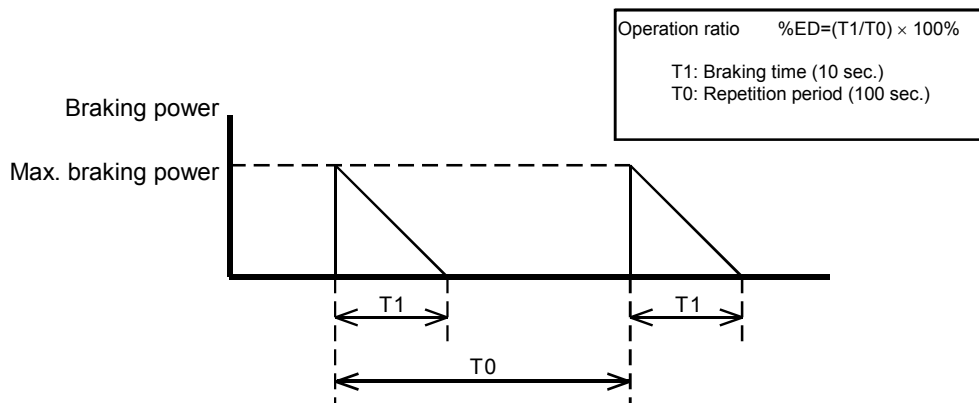 Operation ratio %ED=(T1/T0) × 100%
T1: Braking time (10 sec.)
T0: Repetition period (100 sec.)
Braking power
Max. braking power
T1
T1
T0